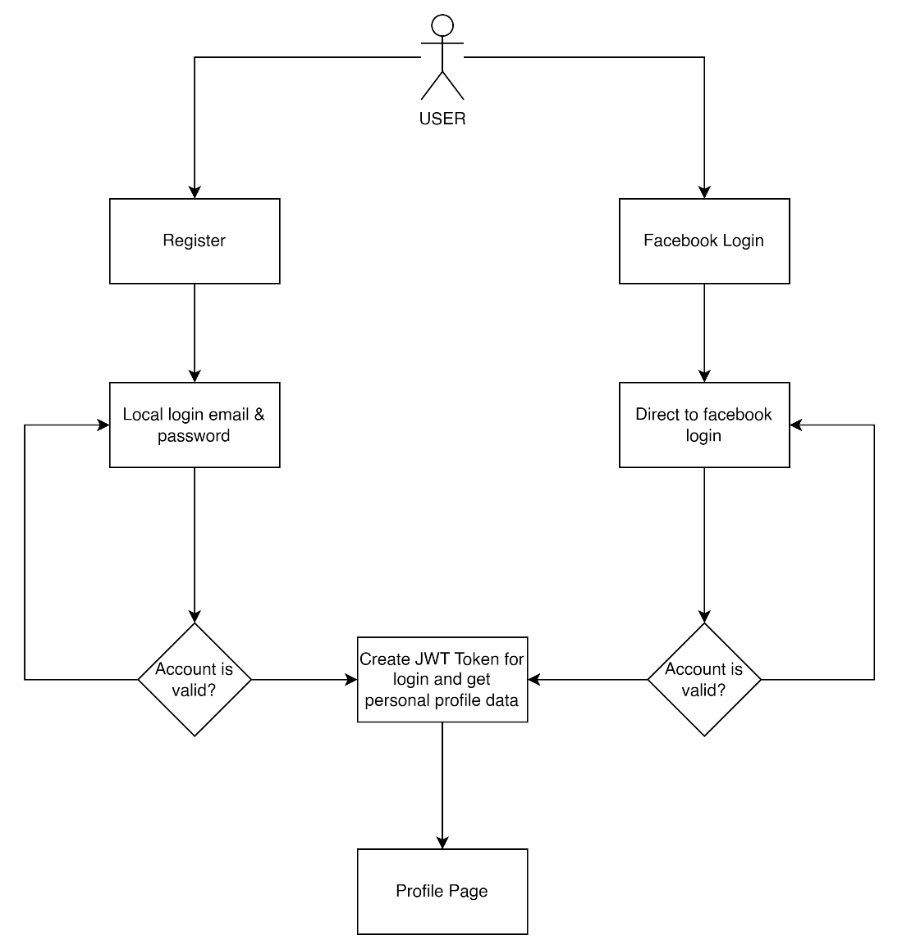 USER
Register
Facebook Login
Local login email &
password
Direct to facebook
login
Account is
valid?
Create JWT Token for
login and get
personal profile data
Account is
valid?
Profile Page